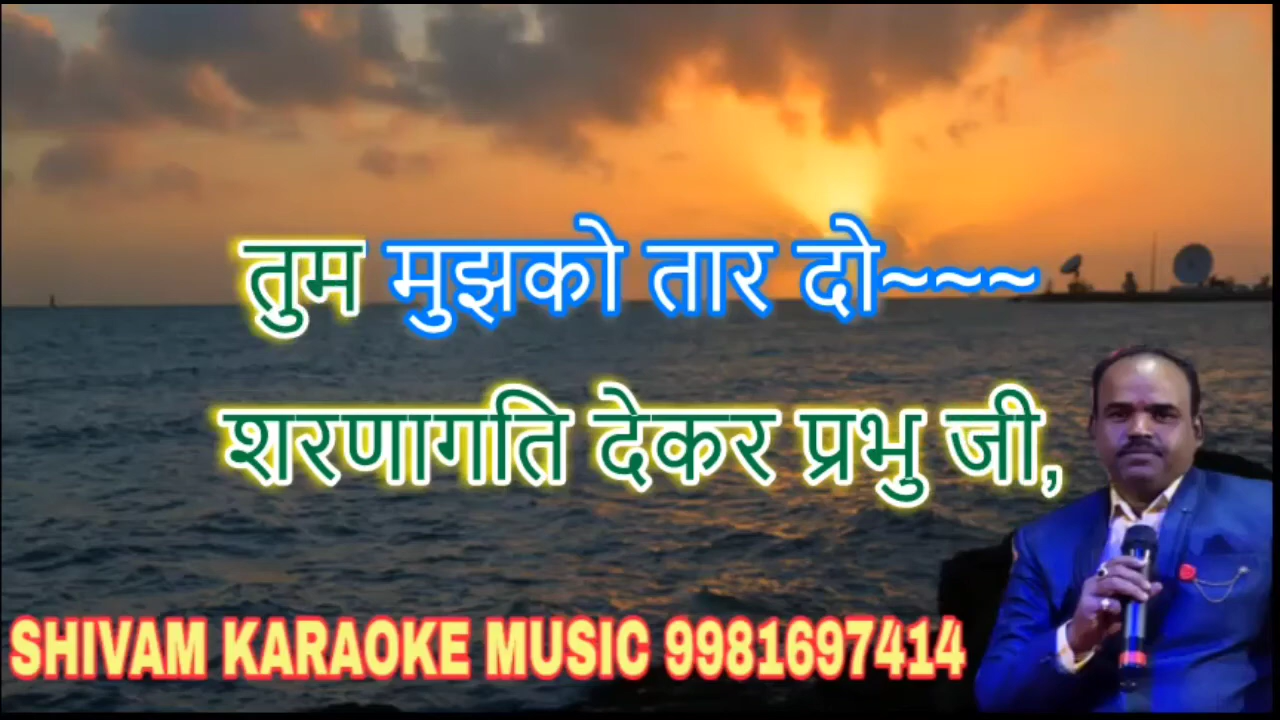 तुम मुझको तार दो~~~
शरणागति देकर प्रभु जी,
SHIVAM KARAOKE MUSIC 9981697414